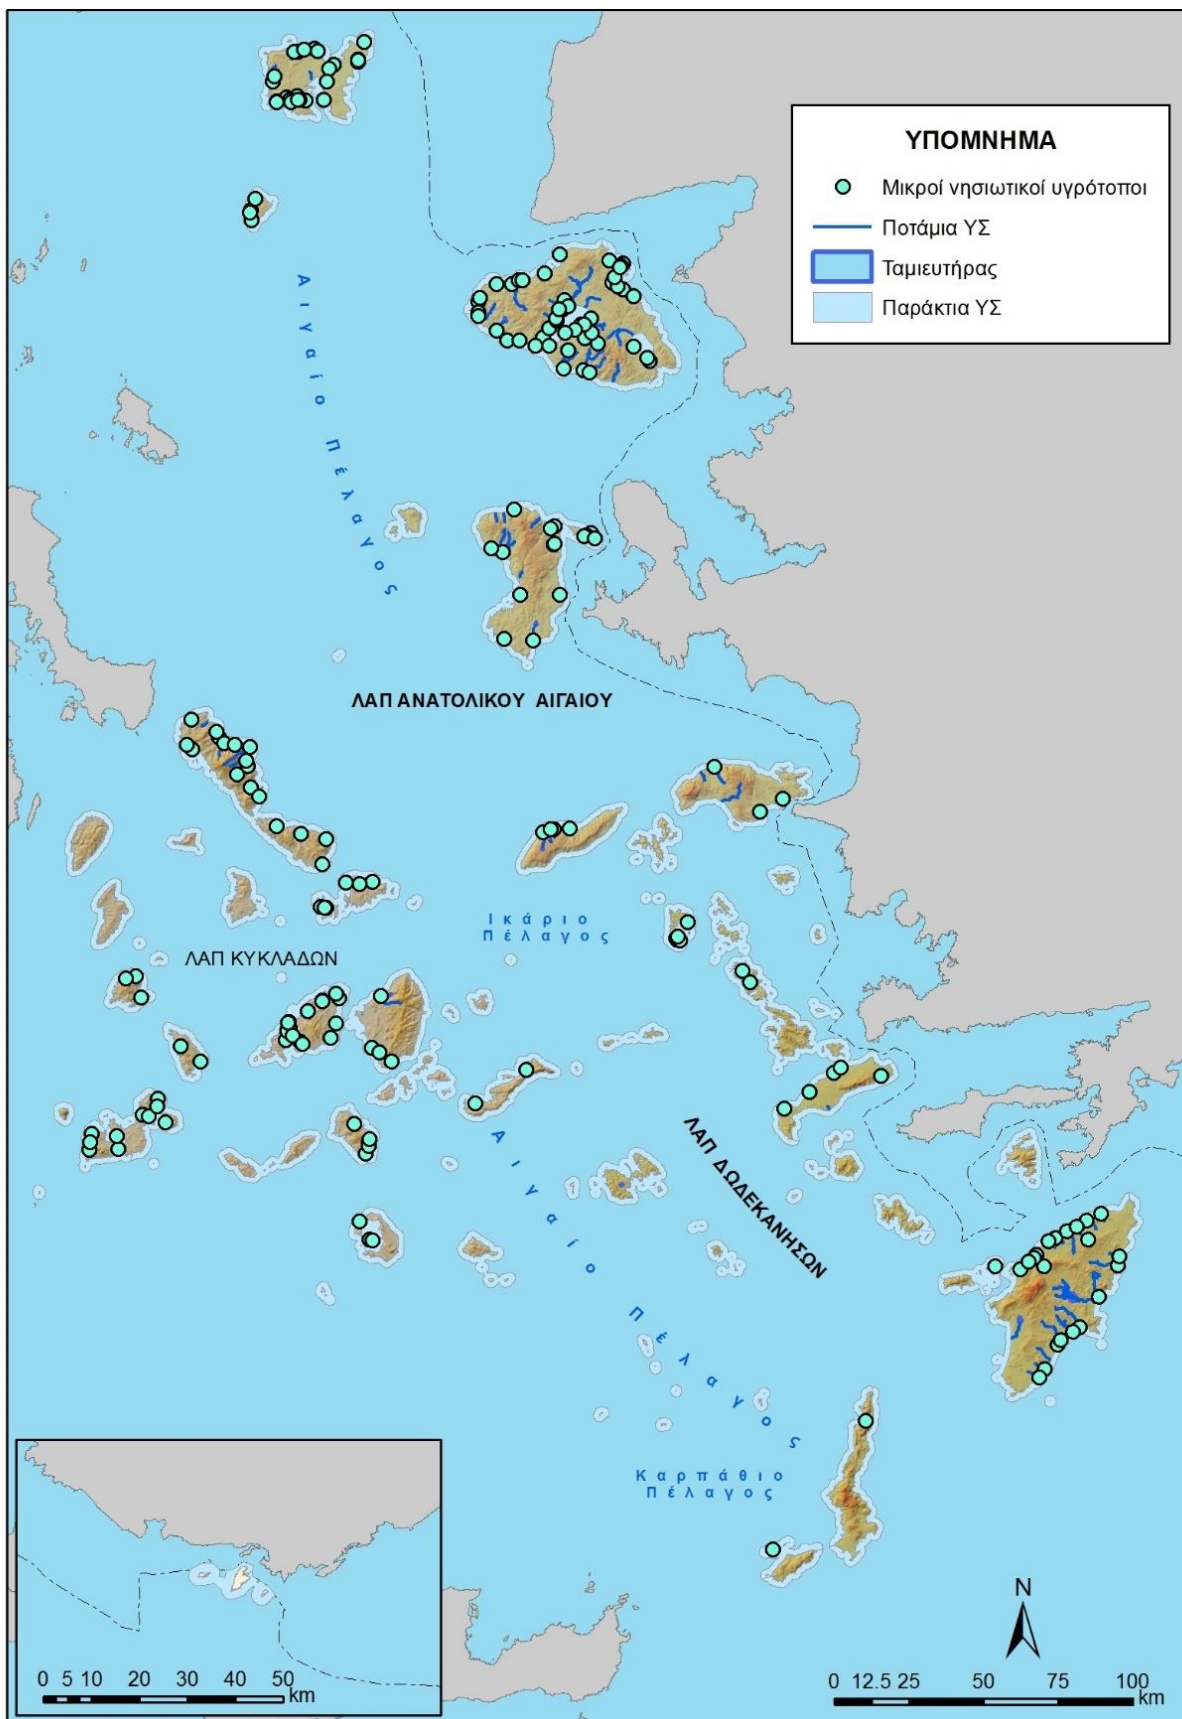 ΥΠΟΜΝΗΜΑ
Μικροί νησιωτικοί υγρότοποι
Ποτάμια ΥΣ
Ταμιευτήρας
Παράκτια ΥΣ
Αιγαίο Πέλαγος
ΛΑΠ ΑΝΑΤΟΛΙΚΟΥ ΑΙΓΑΙΟΥ
Ικάριο
Πέλαγος
ΛΑΠ ΚΥΚΛΑΔΩΝ
ΛΑΠ ΔΩΔΕΚΑΝΗΣΩΝ
Αιγαίο Πέλαγος
Καρπάθιο
Πέλαγος
N
0 5 10 20 30 40 50
km
0 12.5 25 50 75 100
km